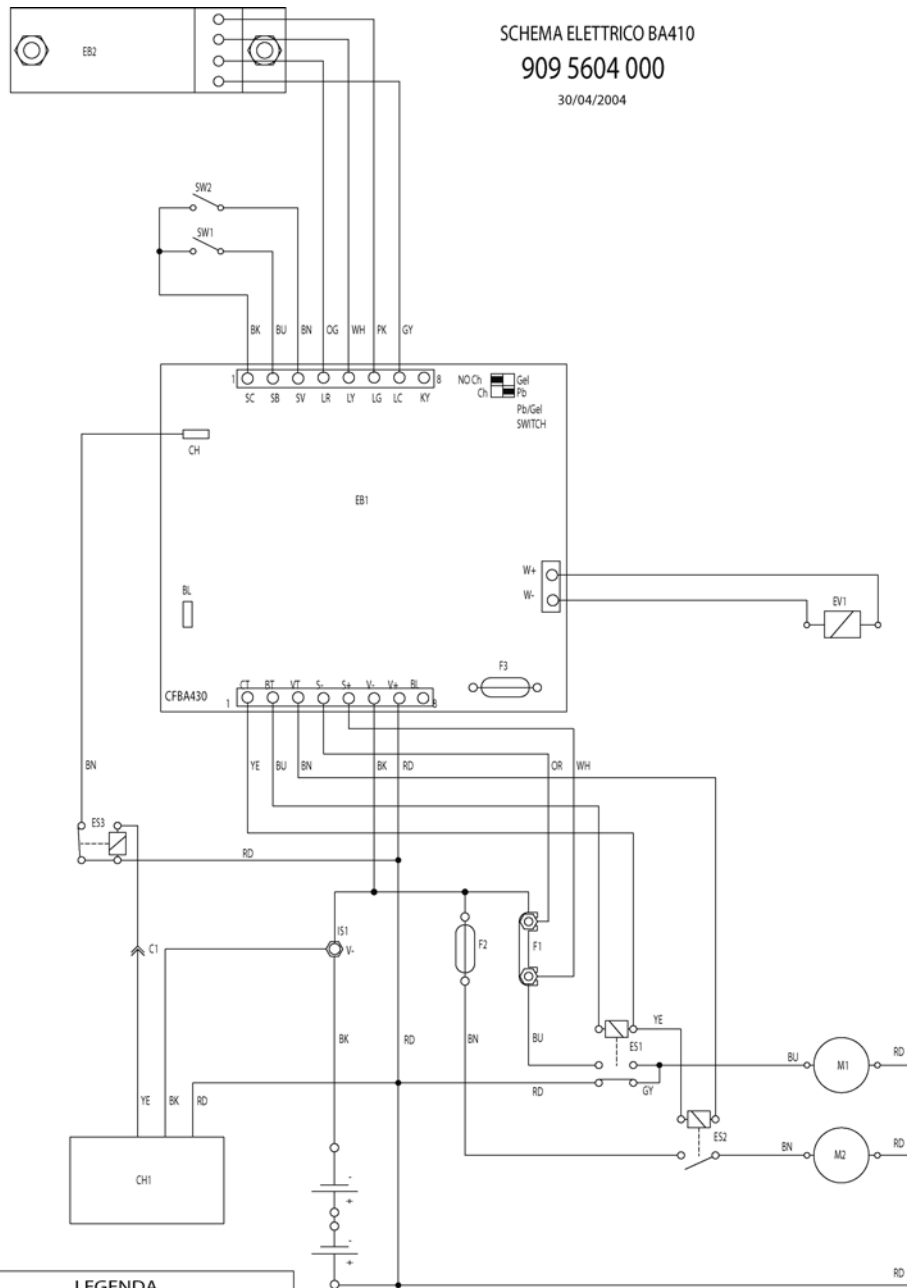 SCHEMA ELETTRICO BA410
909 5604 000
30/04/2004
EB2
SW2
SW1
BK BU BN OG WH PK GY
1 8
SC SB SV LR LY LG LC KY
NO Ch Gel
Ch Pb
Pb/Gel
SWITCH
CH
EB1
BL
W+
W-
EV1
F3
CFBA430
CT BT VT S- S+ V- V+ BL
1 8
YE BU BN BK RD OR WH
BN
ES3
RD
C1
IS1
V-
F2
F1
BK RD BN BU
YE
ES1
RD GY
BU M1 RD
ES2
BN M2 RD
YE BK RD
CH1
-
+
-
+
RD
LEGENDA